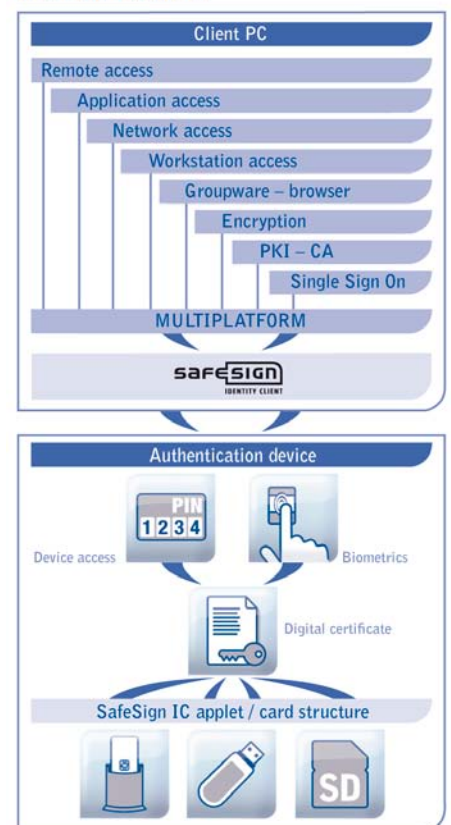 Client PC
Remote access
Application access
Network access
Workstation access
Groupware – browser
Encryption
PKI – CA
Single Sign On
MULTIPLATFORM
safesign
IDENTITY CLIENT
Authentication device
PIN
1234
Device access
Biometrics
Digital certificate
SafeSign IC applet / card structure
SD